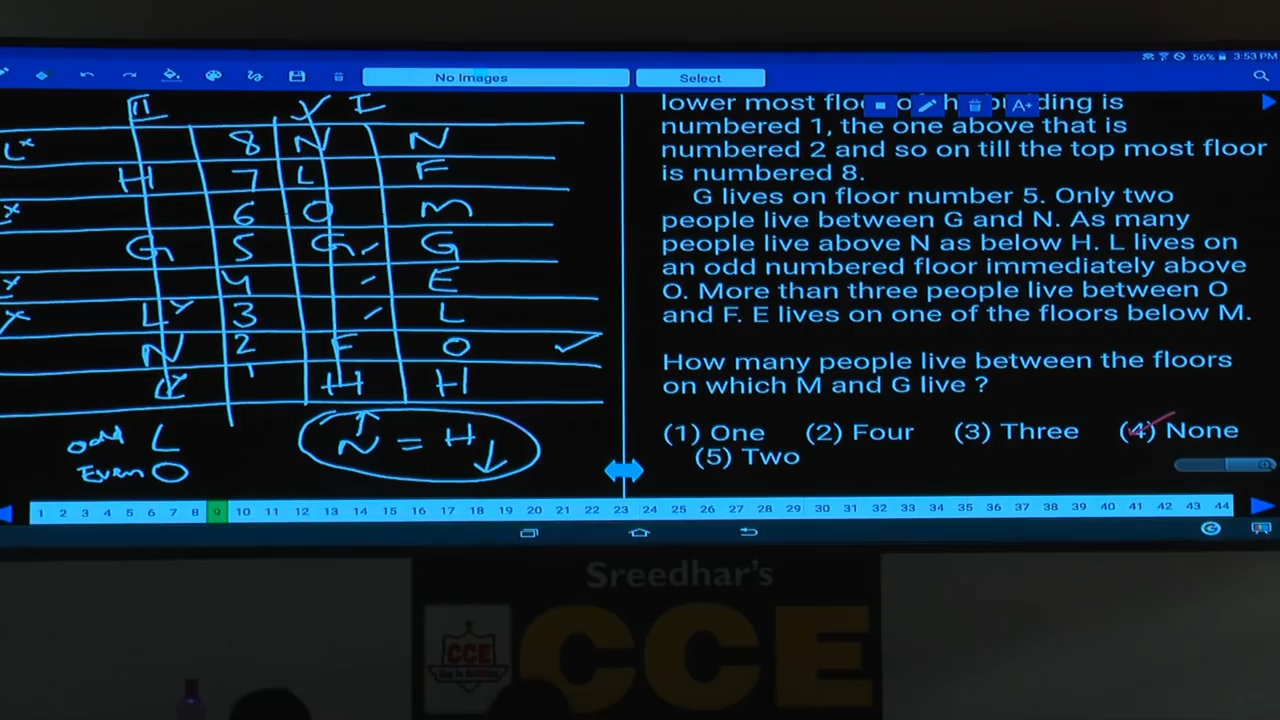 56% 3:53 PM
No Images Select
II I
L× 8 N N
H 7 L F
× 6 O M
G 5 G G
× 4 E
× L 3 L
N 2 F O
1 H H
odd L
Even O
N = H
lower most
numbered 1, the one above that is
numbered 2 and so on till the top most floor
is numbered 8.
G lives on floor number 5. Only two
people live between G and N. As many
people live above N as below H. L lives on
an odd numbered floor immediately above
O. More than three people live between O
and F. E lives on one of the floors below M.
How many people live between the floors
on which M and G live ?
(1) One (2) Four (3) Three (4) None
(5) Two
1 2 3 4 5 6 7 8 9 10 11 12 13 14 15 16 17 18 19 20 21 22 23 24 25 26 27 28 29 30 31 32 33 34 35 36 37 38 39 40 41 42 43 44
Sreedhar's
CCE
CCE